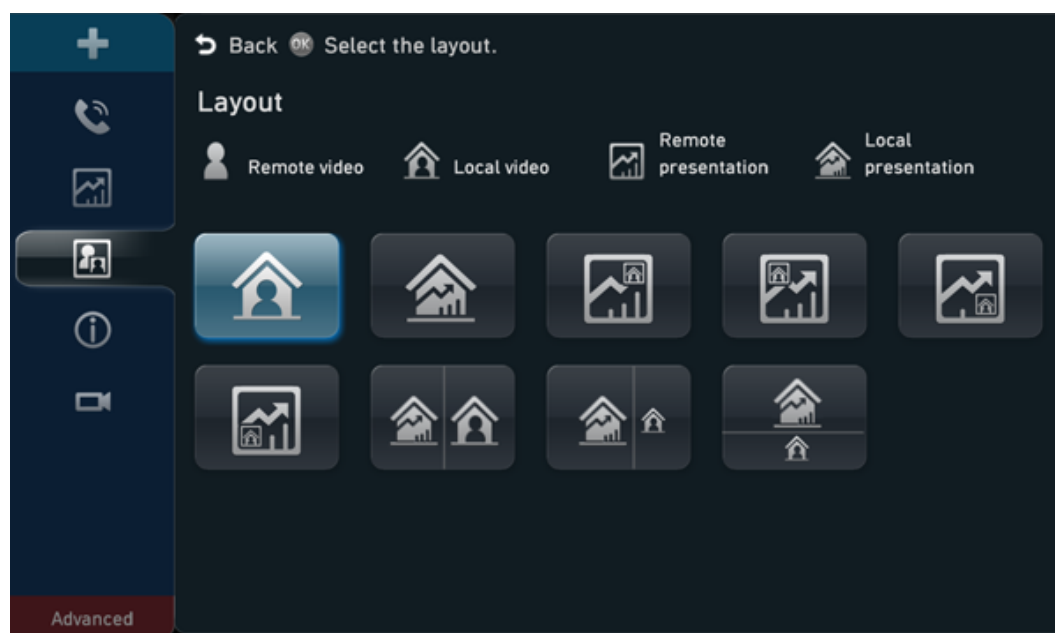 Back OK Select the layout.
Layout
Remote video
Local video
Remote
presentation
Local
presentation
Advanced